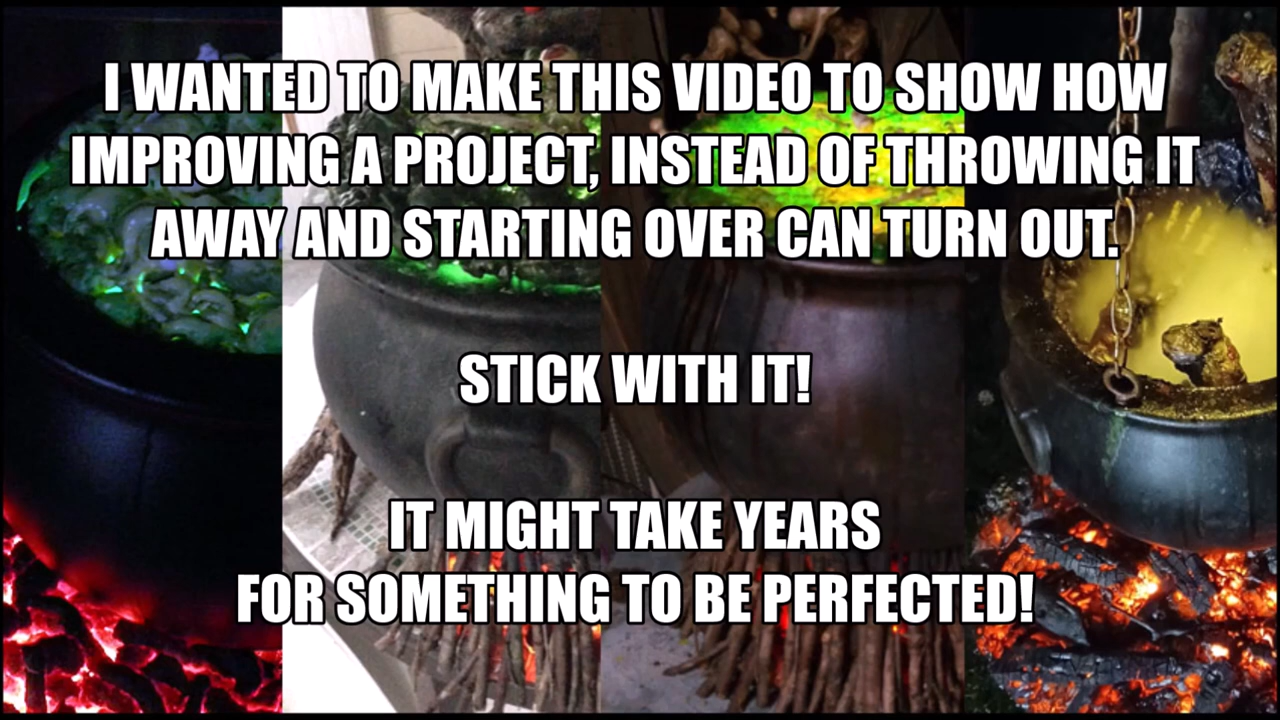 I WANTED TO MAKE THIS VIDEO TO SHOW HOW
IMPROVING A PROJECT, INSTEAD OF THROWING IT
AWAY AND STARTING OVER CAN TURN OUT.
STICK WITH IT!
IT MIGHT TAKE YEARS
FOR SOMETHING TO BE PERFECTED!